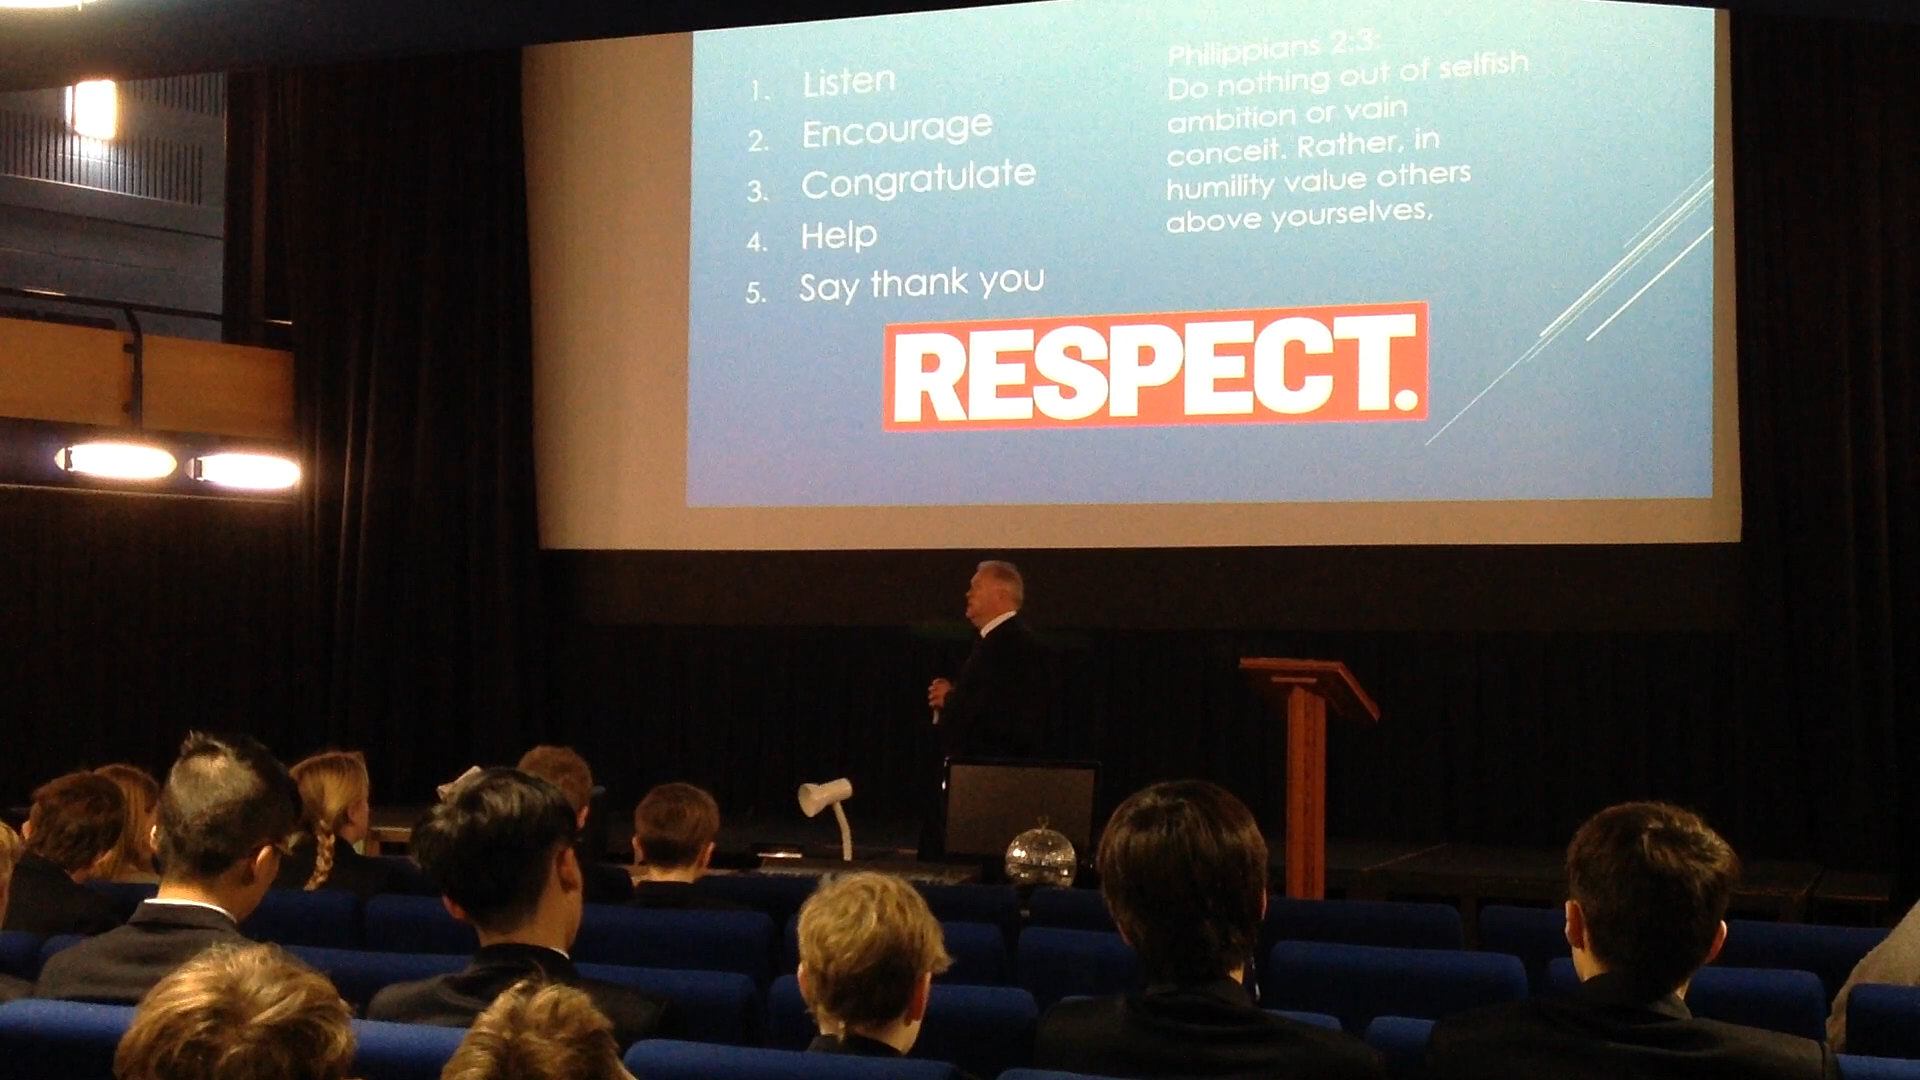 1. Listen
2. Encourage
3. Congratulate
4. Help
5. Say thank you
Philippians 2:3:
Do nothing out of selfish
ambition or vain
conceit. Rather, in
humility value others
above yourselves,
RESPECT.